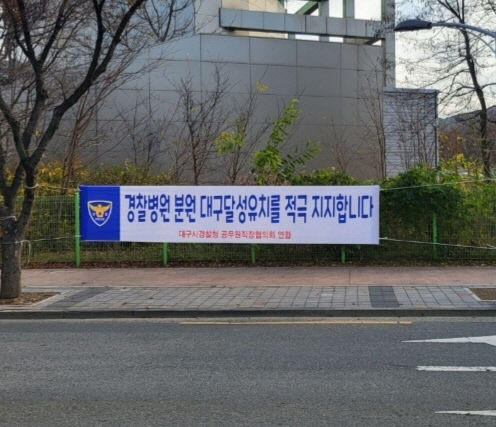 경찰병원 분원 대구달성유치를 적극 지지합니다
대구시경찰청 공무원직장협의회 연합